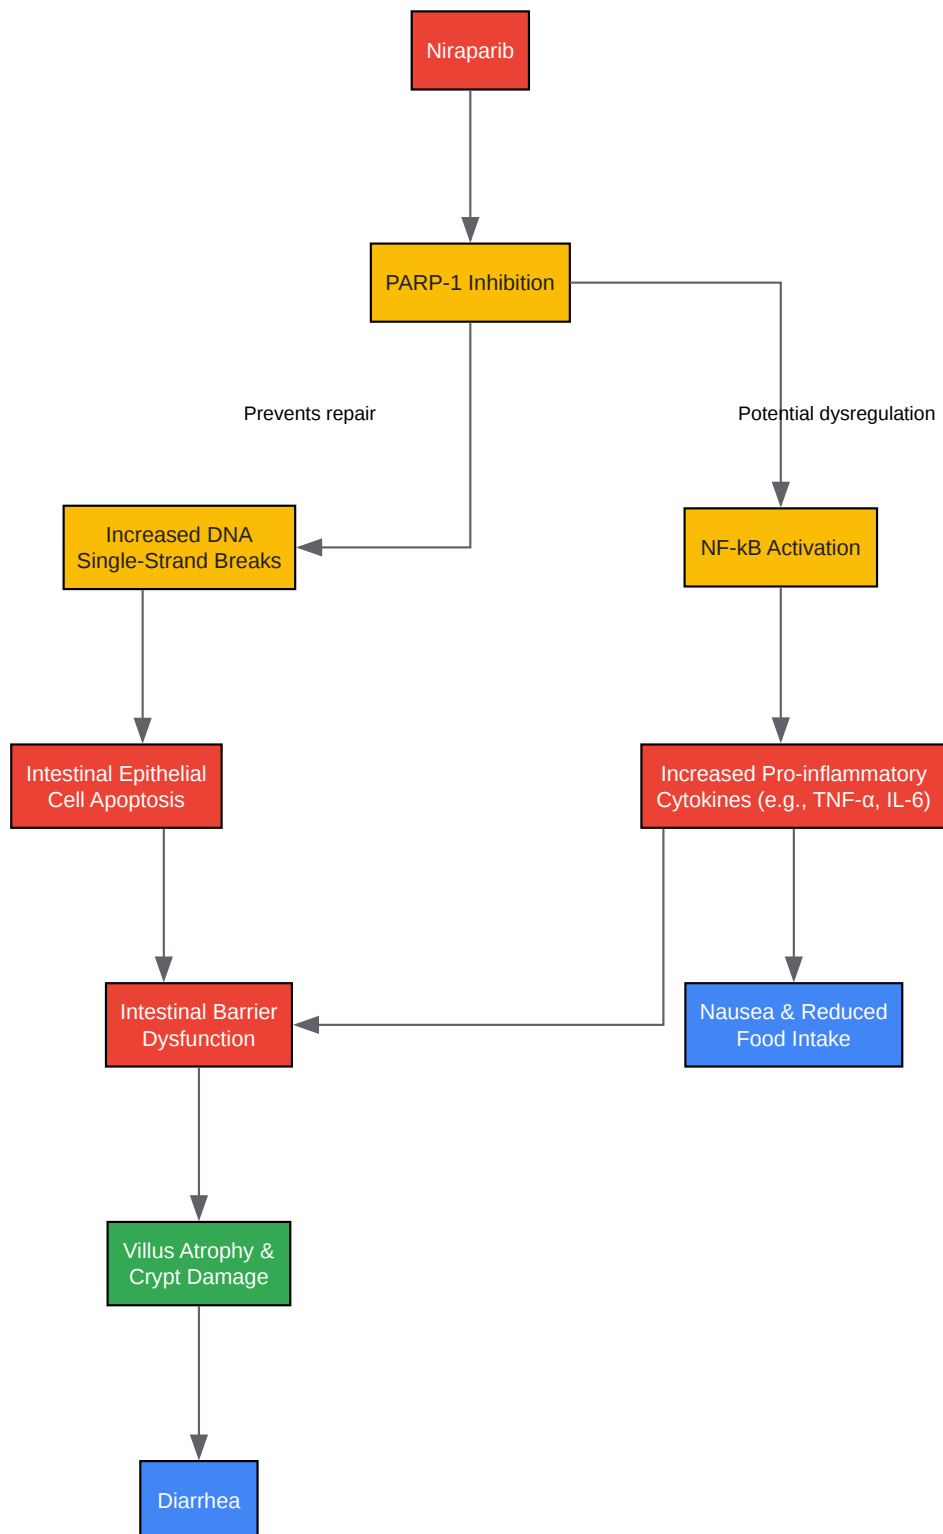 Niraparib
PARP-1 Inhibition
Prevents repair
Potential dysregulation
Increased DNA
Single-Strand Breaks
NF-kB Activation
Intestinal Epithelial
Cell Apoptosis
Increased Pro-inflammatory
Cytokines (e.g., TNF-α, IL-6)
Intestinal Barrier
Dysfunction
Nausea & Reduced
Food Intake
Villus Atrophy &
Crypt Damage
Diarrhea